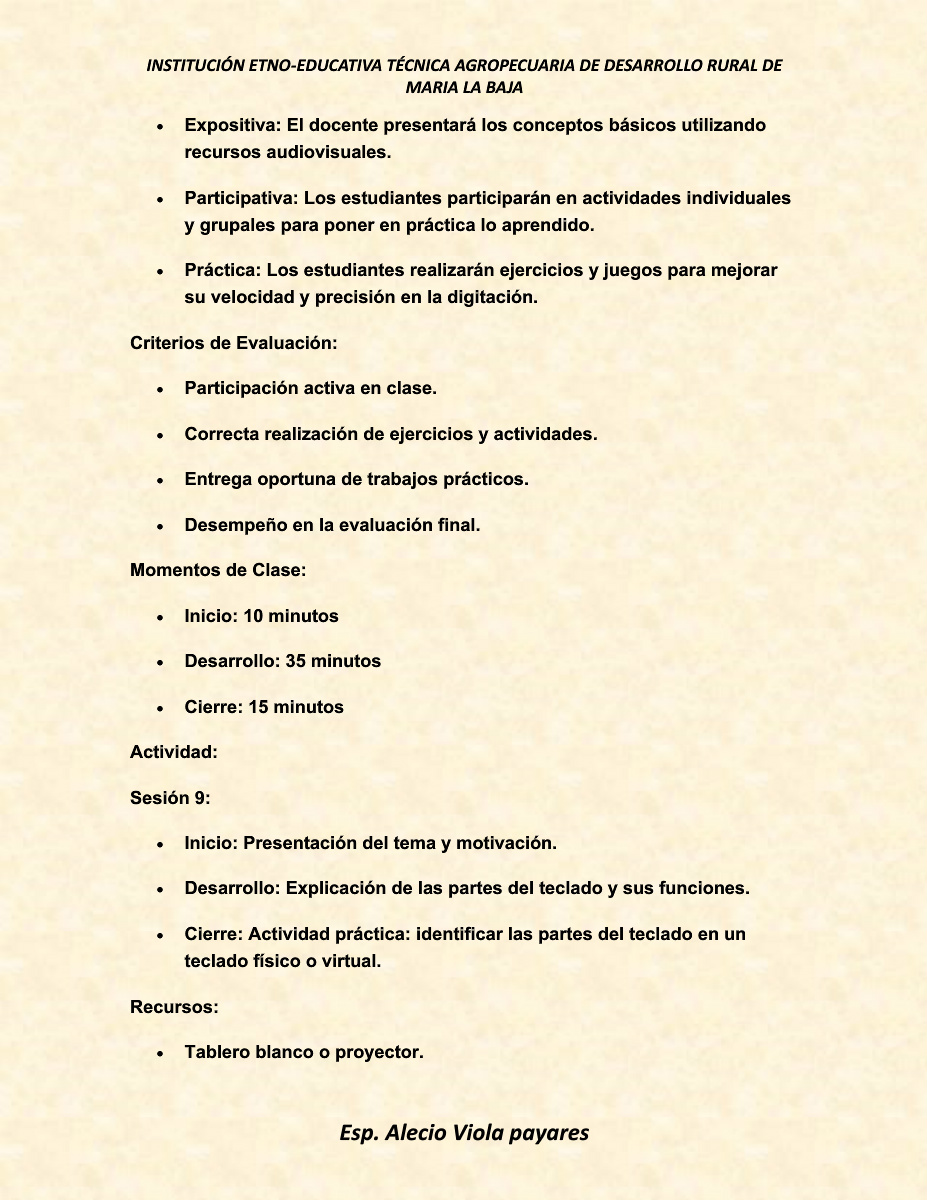 INSTITUCIÓN ETNO-EDUCATIVA TÉCNICA AGROPECUARIA DE DESARROLLO RURAL DE
MARIA LA BAJA
• Expositiva: El docente presentará los conceptos básicos utilizando
recursos audiovisuales.
• Participativa: Los estudiantes participarán en actividades individuales
y grupales para poner en práctica lo aprendido.
• Práctica: Los estudiantes realizarán ejercicios y juegos para mejorar
su velocidad y precisión en la digitación.
Criterios de Evaluación:
• Participación activa en clase.
• Correcta realización de ejercicios y actividades.
• Entrega oportuna de trabajos prácticos.
• Desempeño en la evaluación final.
Momentos de Clase:
• Inicio: 10 minutos
• Desarrollo: 35 minutos
• Cierre: 15 minutos
Actividad:
Sesión 9:
• Inicio: Presentación del tema y motivación.
• Desarrollo: Explicación de las partes del teclado y sus funciones.
• Cierre: Actividad práctica: identificar las partes del teclado en un
teclado físico o virtual.
Recursos:
• Tablero blanco o proyector.
Esp. Alecio Viola payares